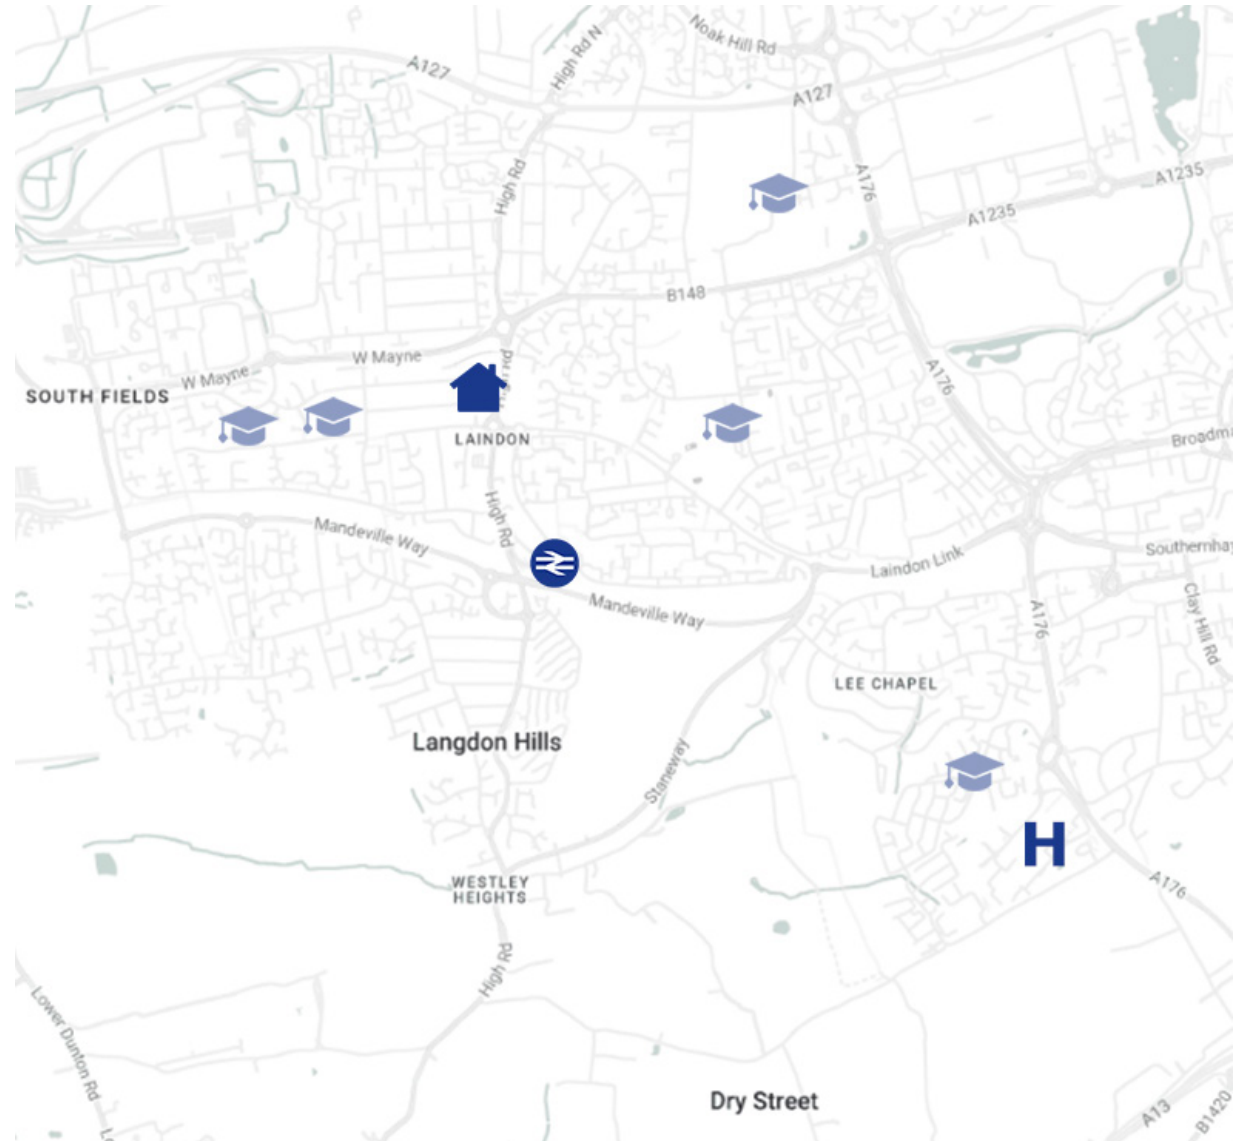 Noak Hill Rd
High Rd N
A127
A127
High Rd
A176
A1235
A1235
B148
W Mayne
W Mayne
A176
SOUTH FIELDS
LAINDON
Mandeville Way
High Rd
Laindon Link
Mandeville Way
A176
Clay Hill Rd
LEE CHAPEL
Langdon Hills
Staneway
H
WESTLEY
HEIGHTS
A176
High Rd
Lower Dunton Rd
Dry Street
A13
B1420